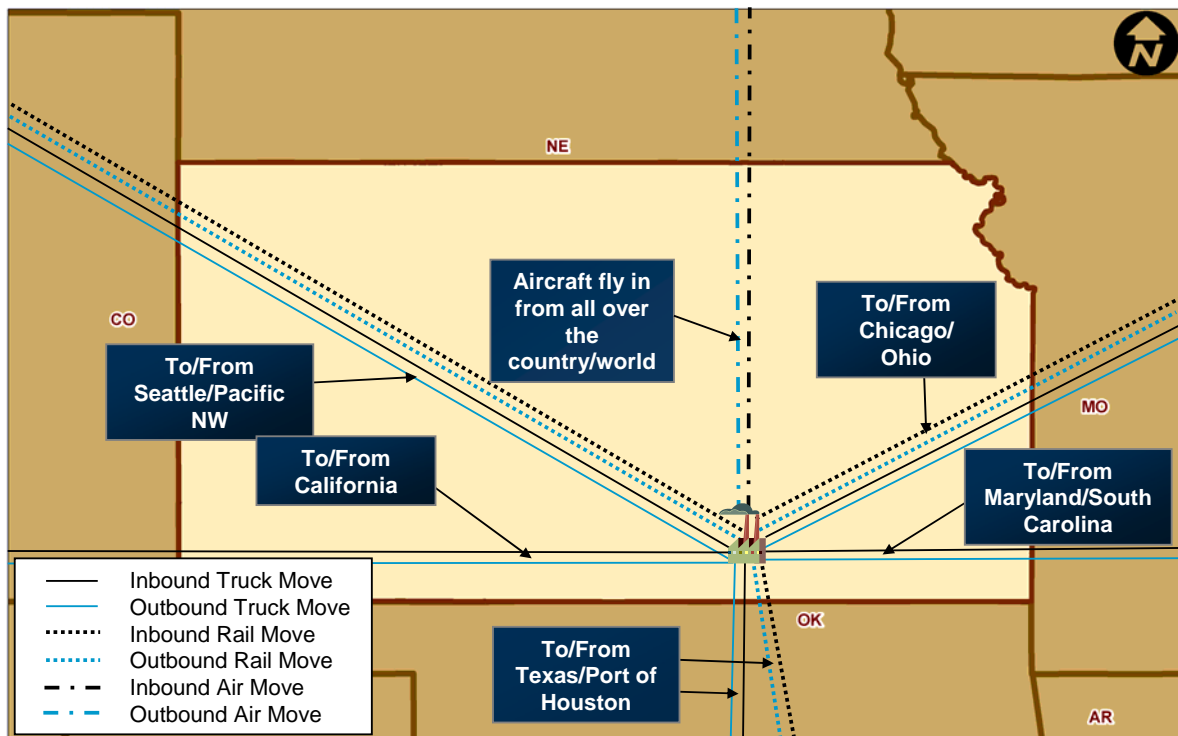 N
NE
Aircraft fly in
from all over
the
country/world
To/From
Chicago/
Ohio
CO
To/From
Seattle/Pacific
NW
MO
To/From
California
To/From
Maryland/South
Carolina
Inbound Truck Move
Outbound Truck Move
Inbound Rail Move
Outbound Rail Move
Inbound Air Move
Outbound Air Move
OK
To/From
Texas/Port of
Houston
AR